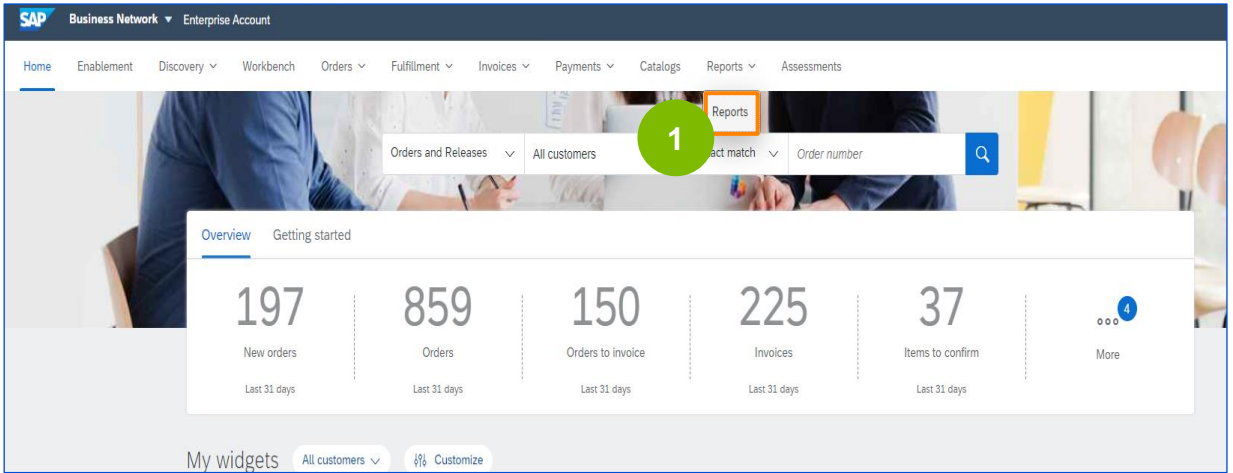 SAP Business Network Enterprise Account
Home Enablement Discovery Workbench Orders Fulfillment Invoices Payments Catalogs Reports Assessments
Reports
1
Orders and Releases All customers act match Order number
Overview Getting started
197 859 150 225 37 4
New orders Orders Orders to invoice Invoices Items to confirm More
Last 31 days Last 31 days Last 31 days Last 31 days Last 31 days
My widgets All customers Customize